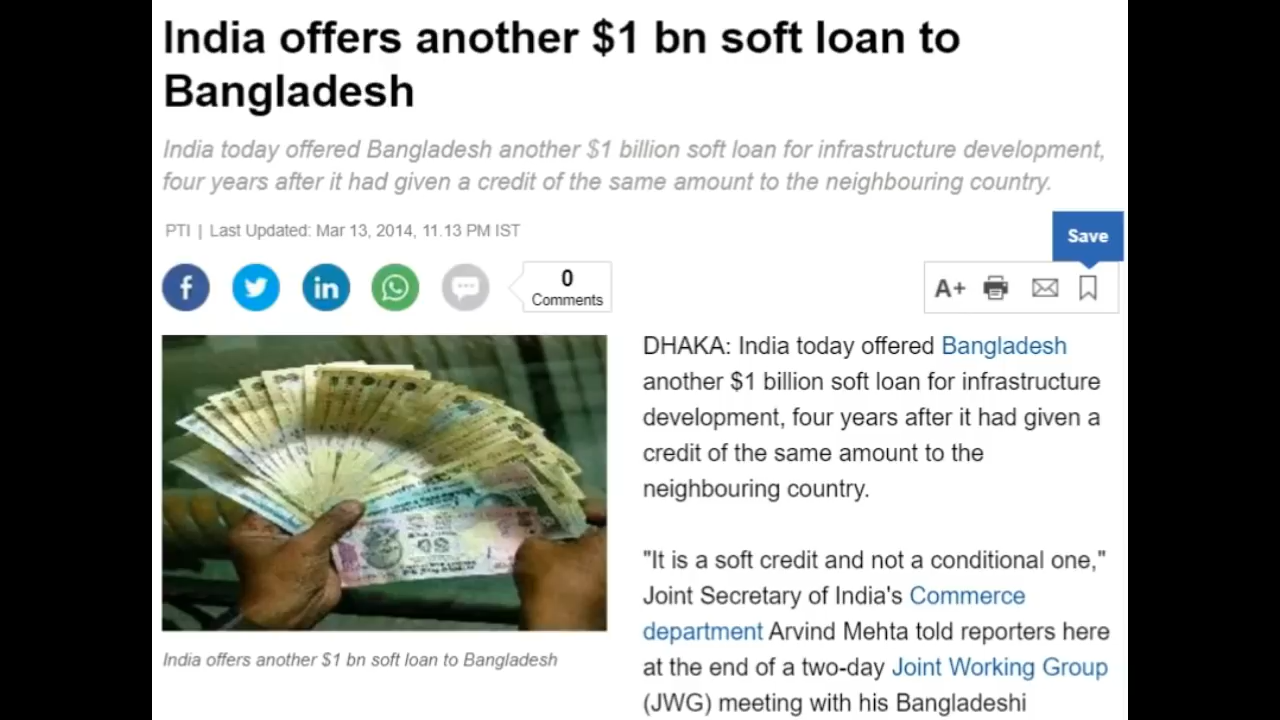 India offers another $1 bn soft loan to
Bangladesh
India today offered Bangladesh another $1 billion soft loan for infrastructure development,
four years after it had given a credit of the same amount to the neighbouring country.
PTI | Last Updated: Mar 13, 2014, 11.13 PM IST
Save
0
Comments
A+
DHAKA: India today offered Bangladesh
another $1 billion soft loan for infrastructure
development, four years after it had given a
credit of the same amount to the
neighbouring country.
"It is a soft credit and not a conditional one,"
Joint Secretary of India's Commerce
department Arvind Mehta told reporters here
at the end of a two-day Joint Working Group
(JWG) meeting with his Bangladeshi
India offers another $1 bn soft loan to Bangladesh